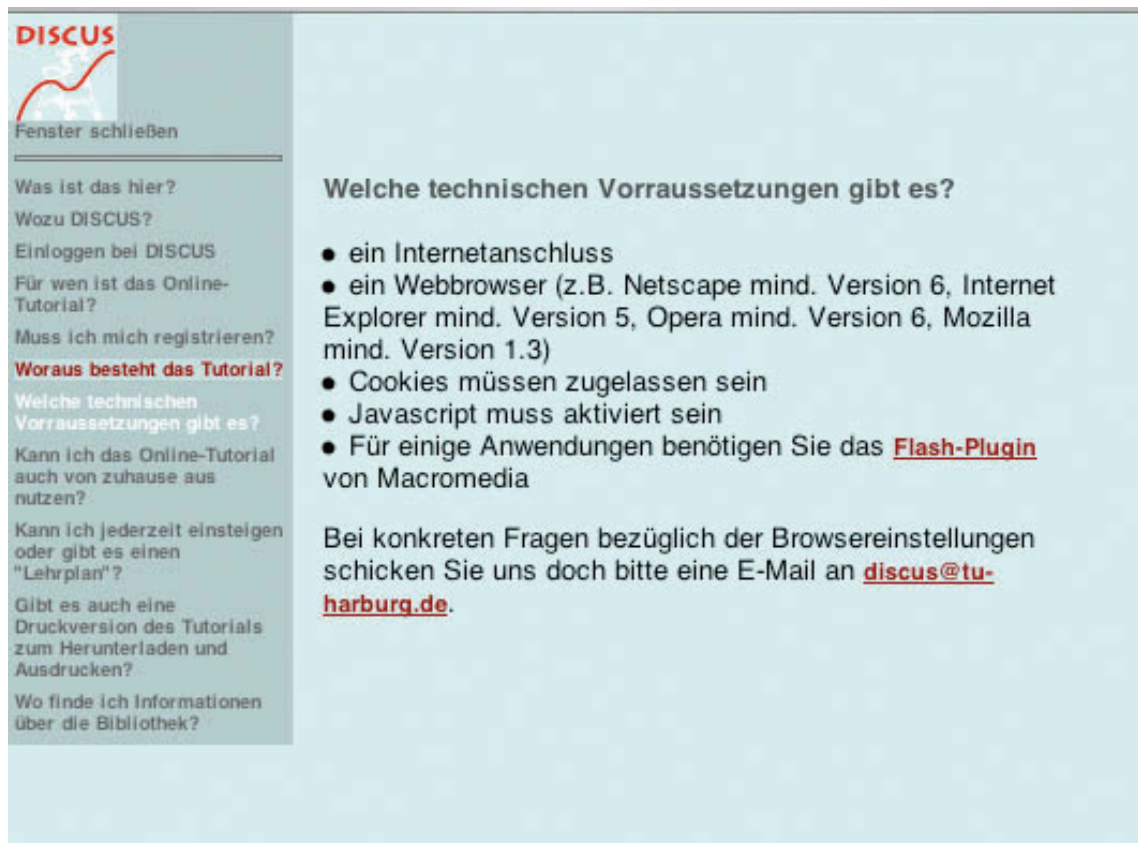 DISCUS
Fenster schließen
Was ist das hier?
Wozu DISCUS?
Einloggen bei DISCUS
Für wen ist das Online-
Tutorial?
Muss ich mich registrieren?
Woraus besteht das Tutorial?
Welche technischen
Vorraussetzungen gibt es?
Kann ich das Online-Tutorial
auch von zuhause aus
nutzen?
Kann ich jederzeit einsteigen
oder gibt es einen
"Lehrplan"?
Gibt es auch eine
Druckversion des Tutorials
zum Herunterladen und
Ausdrucken?
Wo finde ich Informationen
über die Bibliothek?
Welche technischen Vorraussetzungen gibt es?
● ein Internetanschluss
● ein Webbrowser (z.B. Netscape mind. Version 6, Internet
Explorer mind. Version 5, Opera mind. Version 6, Mozilla
mind. Version 1.3)
● Cookies müssen zugelassen sein
● Javascript muss aktiviert sein
● Für einige Anwendungen benötigen Sie das Flash-Plugin
von Macromedia
Bei konkreten Fragen bezüglich der Browsereinstellungen
schicken Sie uns doch bitte eine E-Mail an discus@tu-
harburg.de.